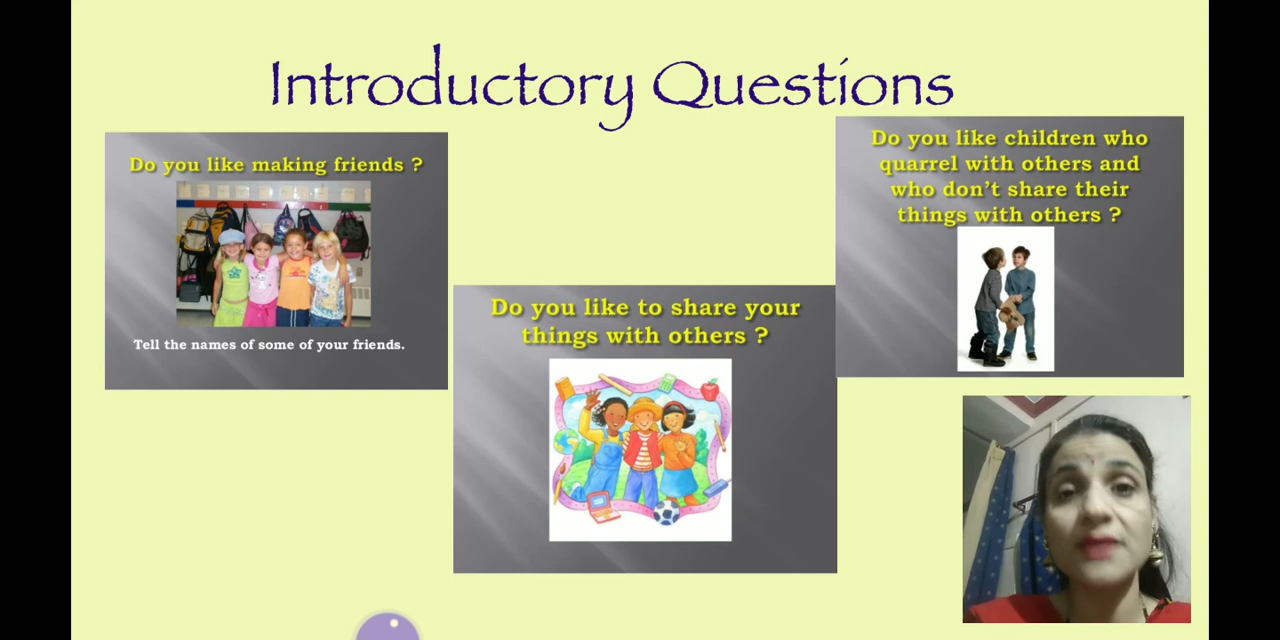 Introductory Questions
Do you like making friends ?
Tell the names of some of your friends.
Do you like to share your
things with others ?
Do you like children who
quarrel with others and
who don’t share their
things with others ?